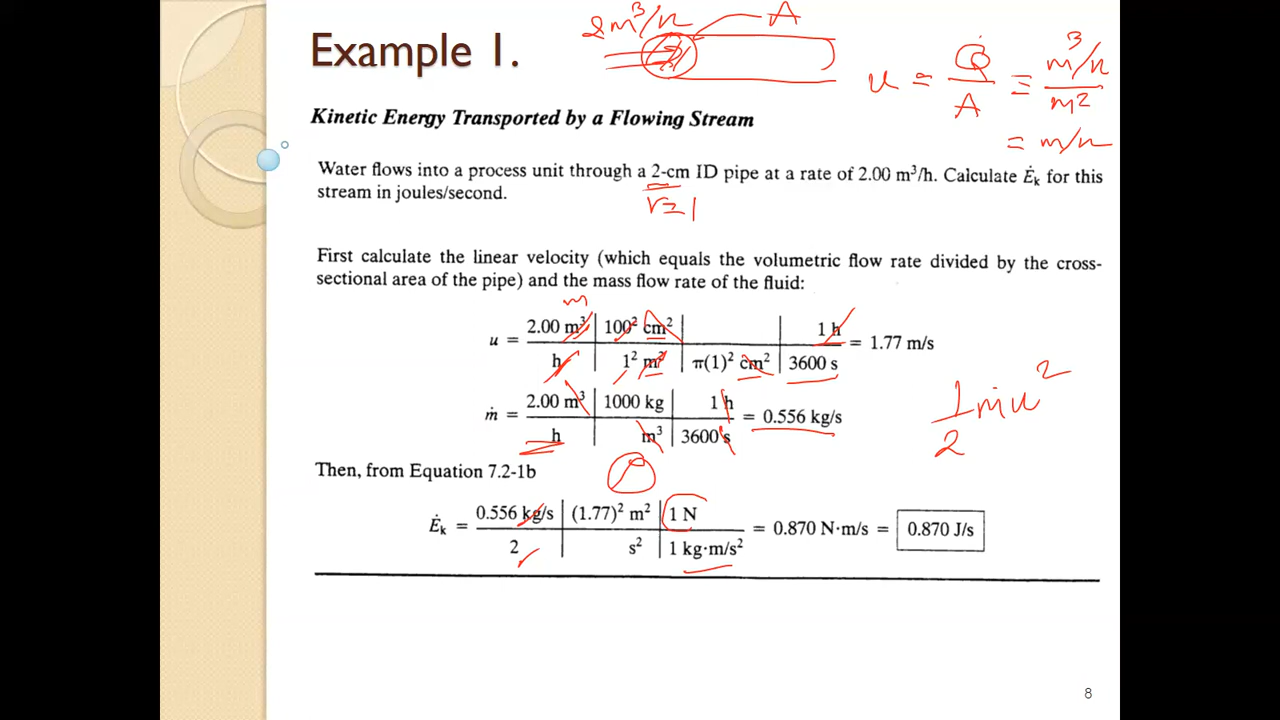 2m³/h
A
Example 1.
u = Q̇/A ≡ m³/h / m²
= m/h
Kinetic Energy Transported by a Flowing Stream
Water flows into a process unit through a 2-cm ID pipe at a rate of 2.00 m³/h. Calculate Ėk for this
stream in joules/second.
r=1
First calculate the linear velocity (which equals the volumetric flow rate divided by the cross-
sectional area of the pipe) and the mass flow rate of the fluid:
m
u = 2.00 m³ | 100² cm² | | 1 h = 1.77 m/s
h | 1² m² | π(1)² cm² | 3600 s
ṁ = 2.00 m³ | 1000 kg | 1 h = 0.556 kg/s
h | m³ | 3600 s
1/2 ṁu²
Then, from Equation 7.2-1b
Ėk = 0.556 kg/s | (1.77)² m² | 1 N = 0.870 N·m/s = 0.870 J/s
2 | s² | 1 kg·m/s²
8